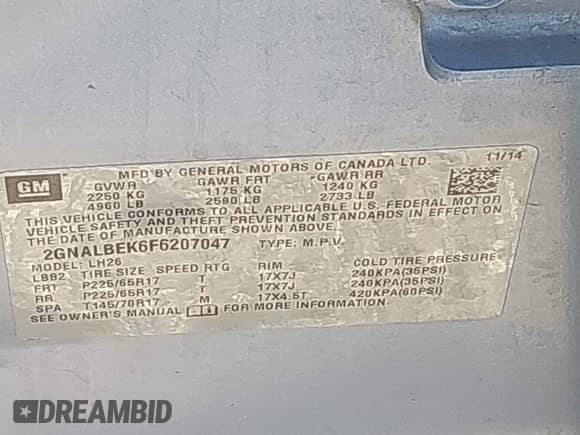 MFD BY GENERAL MOTORS OF CANADA LTD. 11/14
GM GVWR GAWR FRT GAWR RR
2250 KG 1175 KG 1240 KG
4960 LB 2590 LB 2733 LB
THIS VEHICLE CONFORMS TO ALL APPLICABLE U.S. FEDERAL MOTOR
VEHICLE SAFETY AND THEFT PREVENTION STANDARDS IN EFFECT ON
THE DATE OF MANUFACTURE SHOWN ABOVE.
2GNALBEK6F6207047 TYPE: M.P.V.
MODEL: LH26
LBB2 TIRE SIZE SPEED RTG RIM COLD TIRE PRESSURE
FRT P225/65R17 T 17X7J 240KPA(35PSI)
RR P225/65R17 T 17X7J 240KPA(35PSI)
SPA T145/70R17 M 17X4.5T 420KPA(60PSI)
SEE OWNER'S MANUAL FOR MORE INFORMATION
DREAMBID